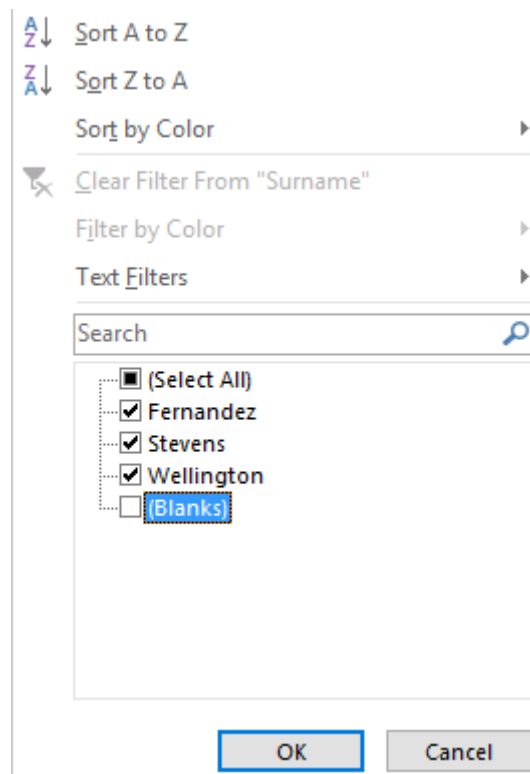 Sort A to Z
Sort Z to A
Sort by Color
Clear Filter From "Surname"
Filter by Color
Text Filters
Search
(Select All)
Fernandez
Stevens
Wellington
(Blanks)
OK Cancel